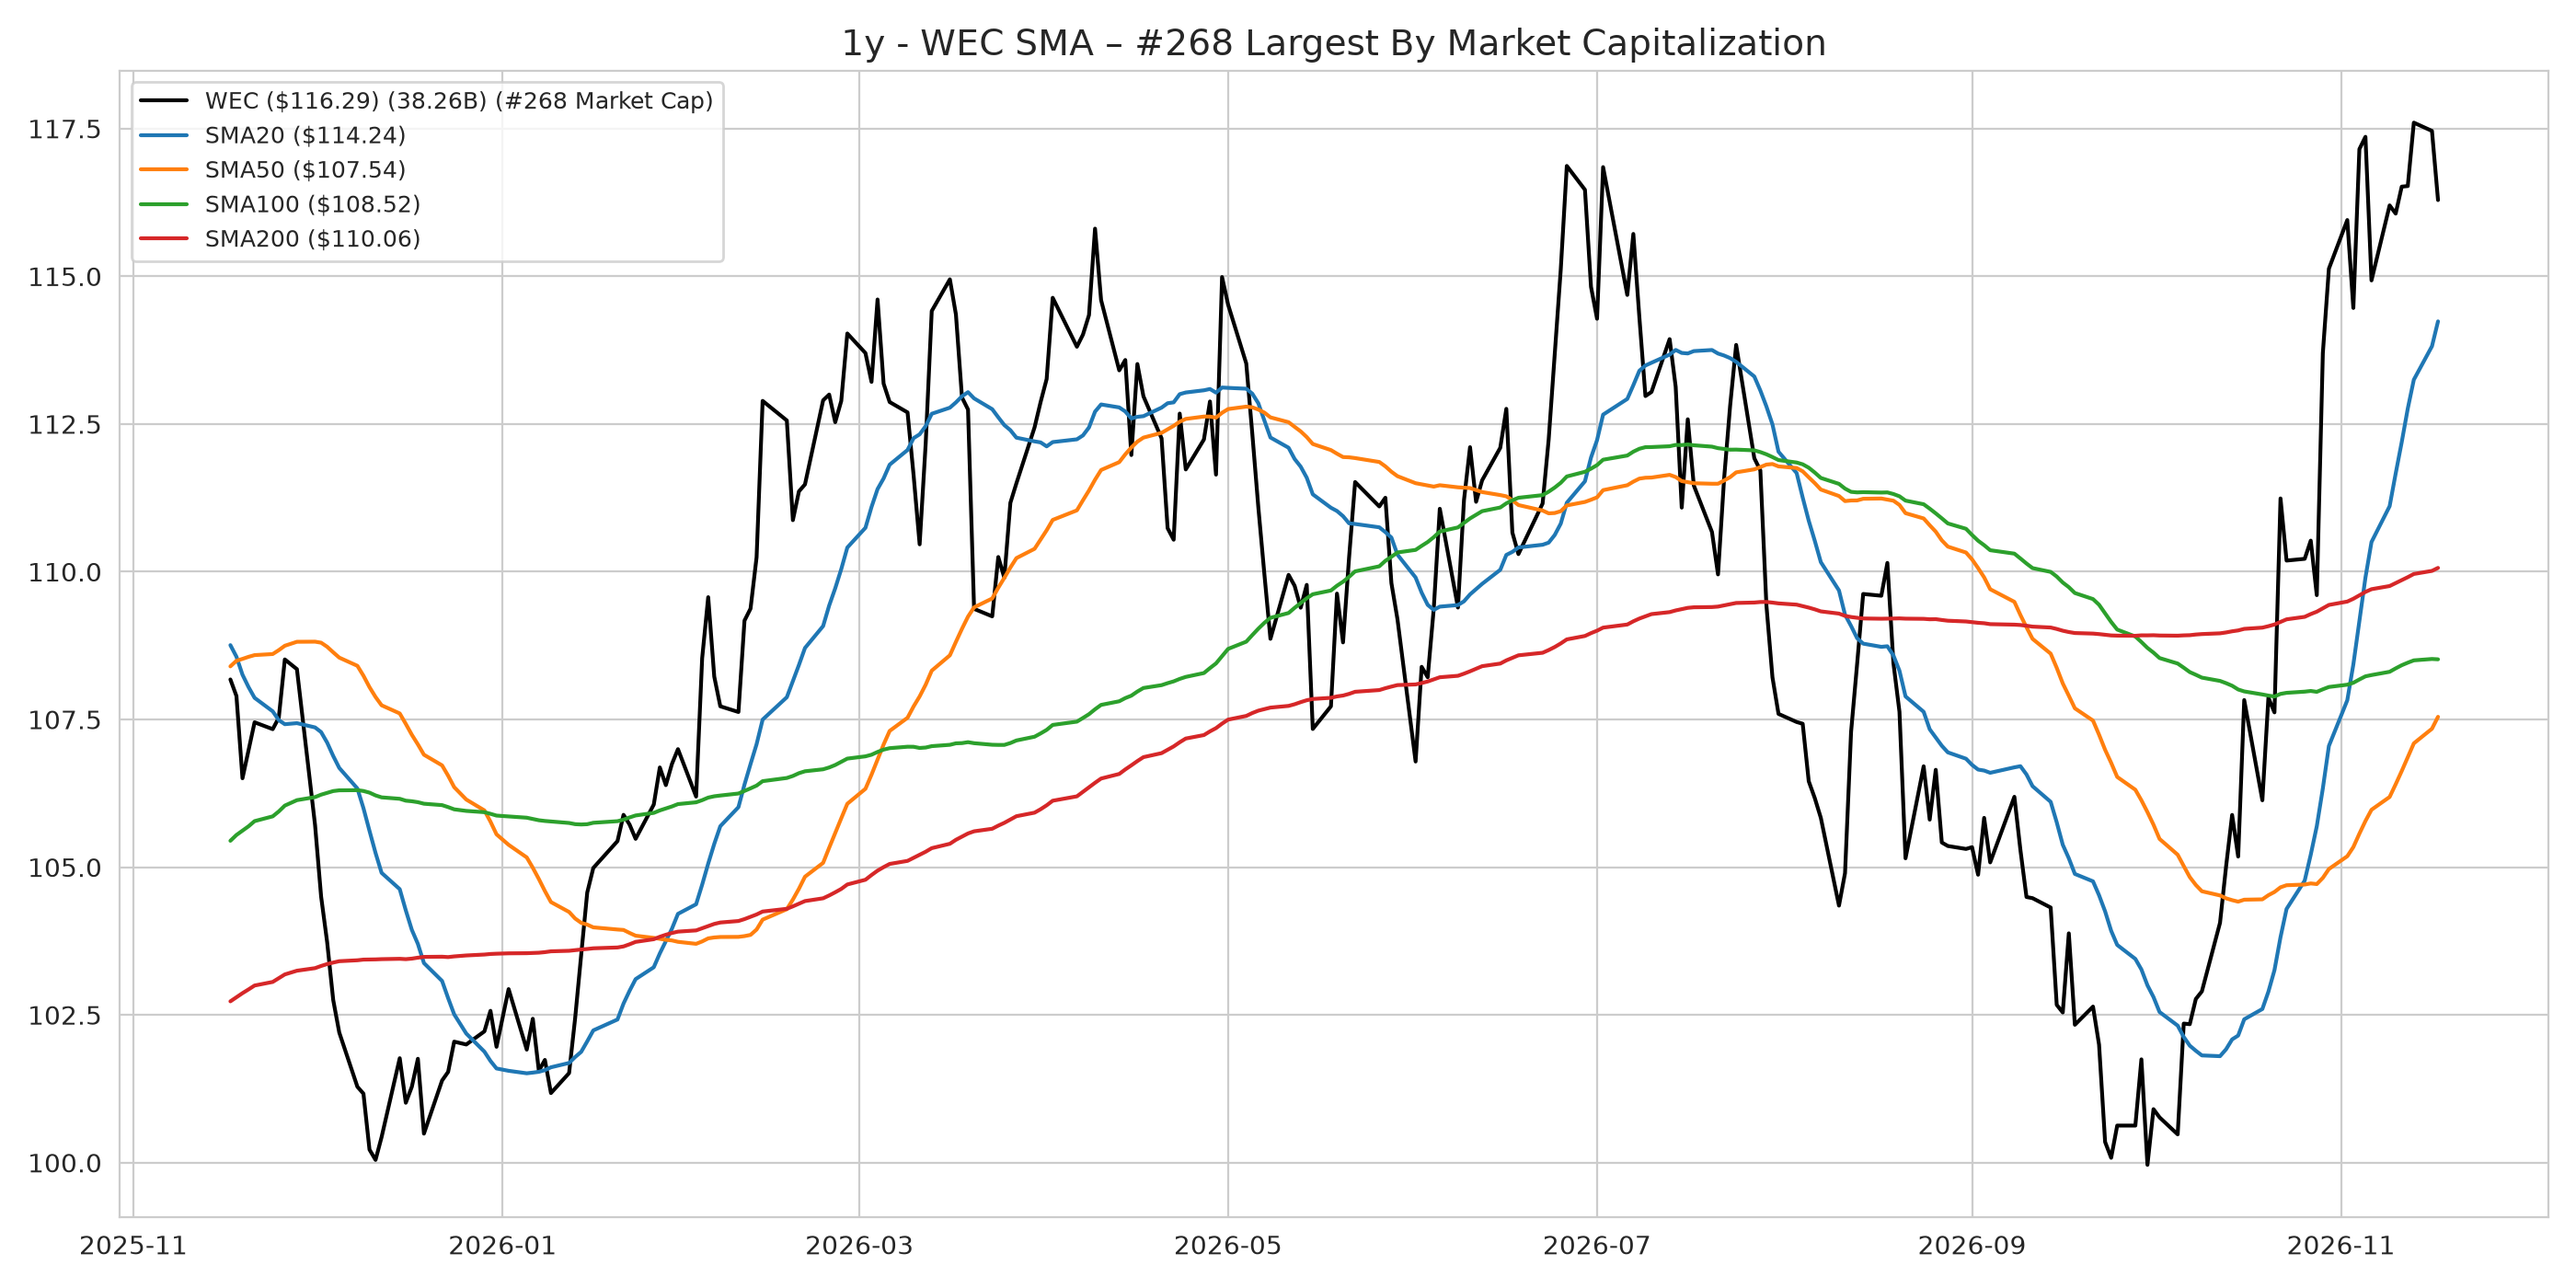 1y - WEC SMA – #268 Largest By Market Capitalization
WEC ($116.29) (38.26B) (#268 Market Cap)
SMA20 ($114.24)
SMA50 ($107.54)
SMA100 ($108.52)
SMA200 ($110.06)
117.5
115.0
112.5
110.0
107.5
105.0
102.5
100.0
2025-11 2026-01 2026-03 2026-05 2026-07 2026-09 2026-11